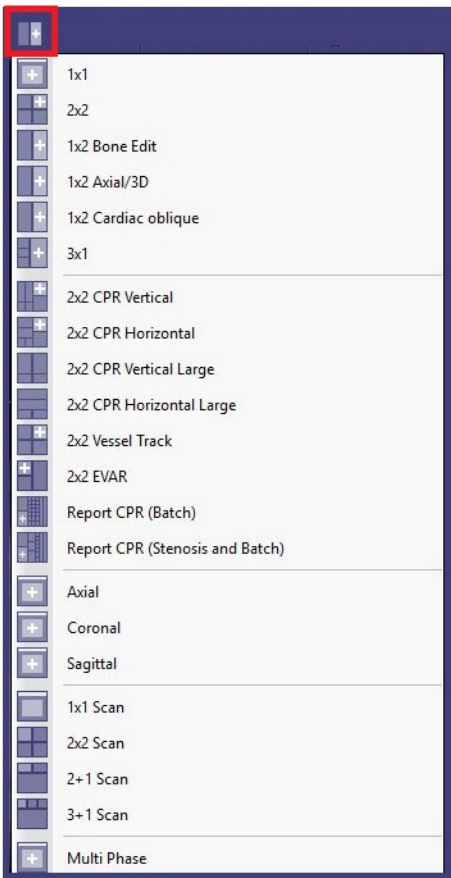 1x1
2x2
1x2 Bone Edit
1x2 Axial/3D
1x2 Cardiac oblique
3x1
2x2 CPR Vertical
2x2 CPR Horizontal
2x2 CPR Vertical Large
2x2 CPR Horizontal Large
2x2 Vessel Track
2x2 EVAR
Report CPR (Batch)
Report CPR (Stenosis and Batch)
Axial
Coronal
Sagittal
1x1 Scan
2x2 Scan
2+1 Scan
3+1 Scan
Multi Phase